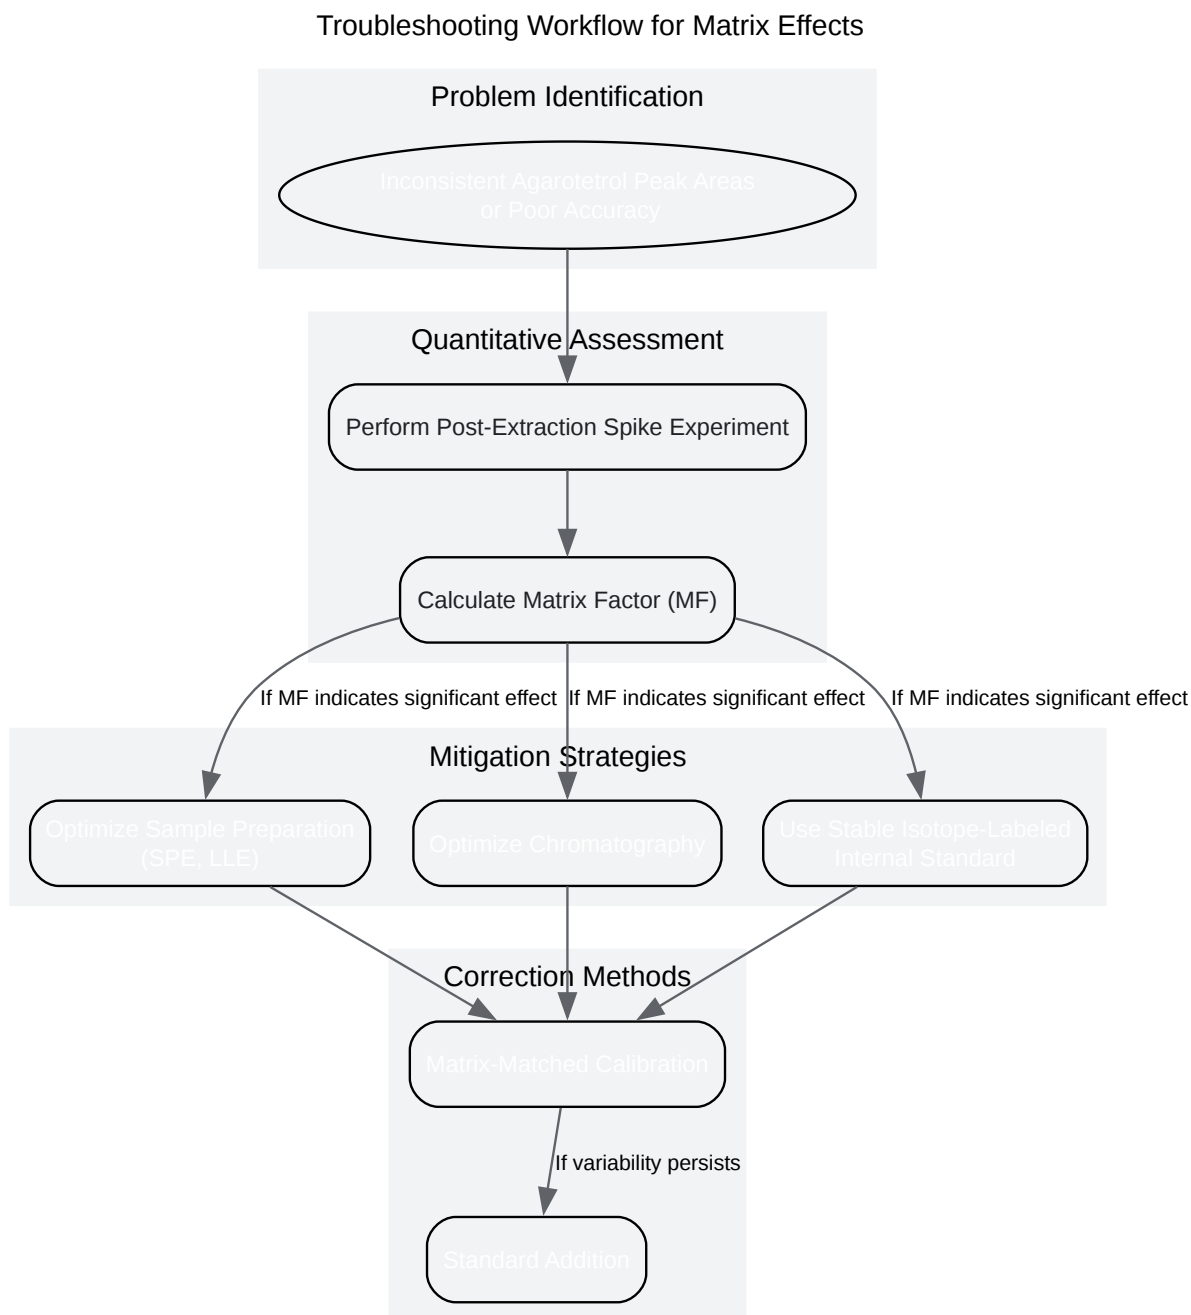 Troubleshooting Workflow for Matrix Effects
Problem Identification
Inconsistent Agarotetrol Peak Areas
or Poor Accuracy
Quantitative Assessment
Perform Post-Extraction Spike Experiment
Calculate Matrix Factor (MF)
If MF indicates significant effect
If MF indicates significant effect
If MF indicates significant effect
Mitigation Strategies
Optimize Sample Preparation
(SPE, LLE)
Optimize Chromatography
Use Stable Isotope-Labeled
Internal Standard
Correction Methods
Matrix-Matched Calibration
If variability persists
Standard Addition